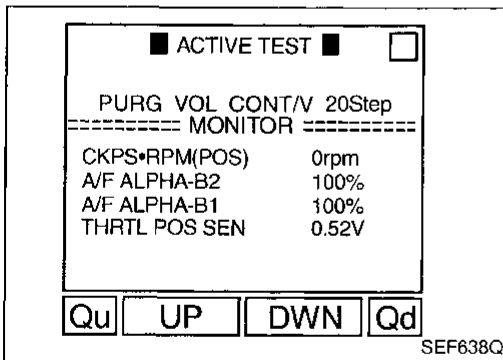 ■ ACTIVE TEST ■
PURG VOL CONT/V 20Step
========= MONITOR =========
CKPS•RPM(POS) 0rpm
A/F ALPHA-B2 100%
A/F ALPHA-B1 100%
THRTL POS SEN 0.52V
Qu UP DWN Qd
SEF638Q